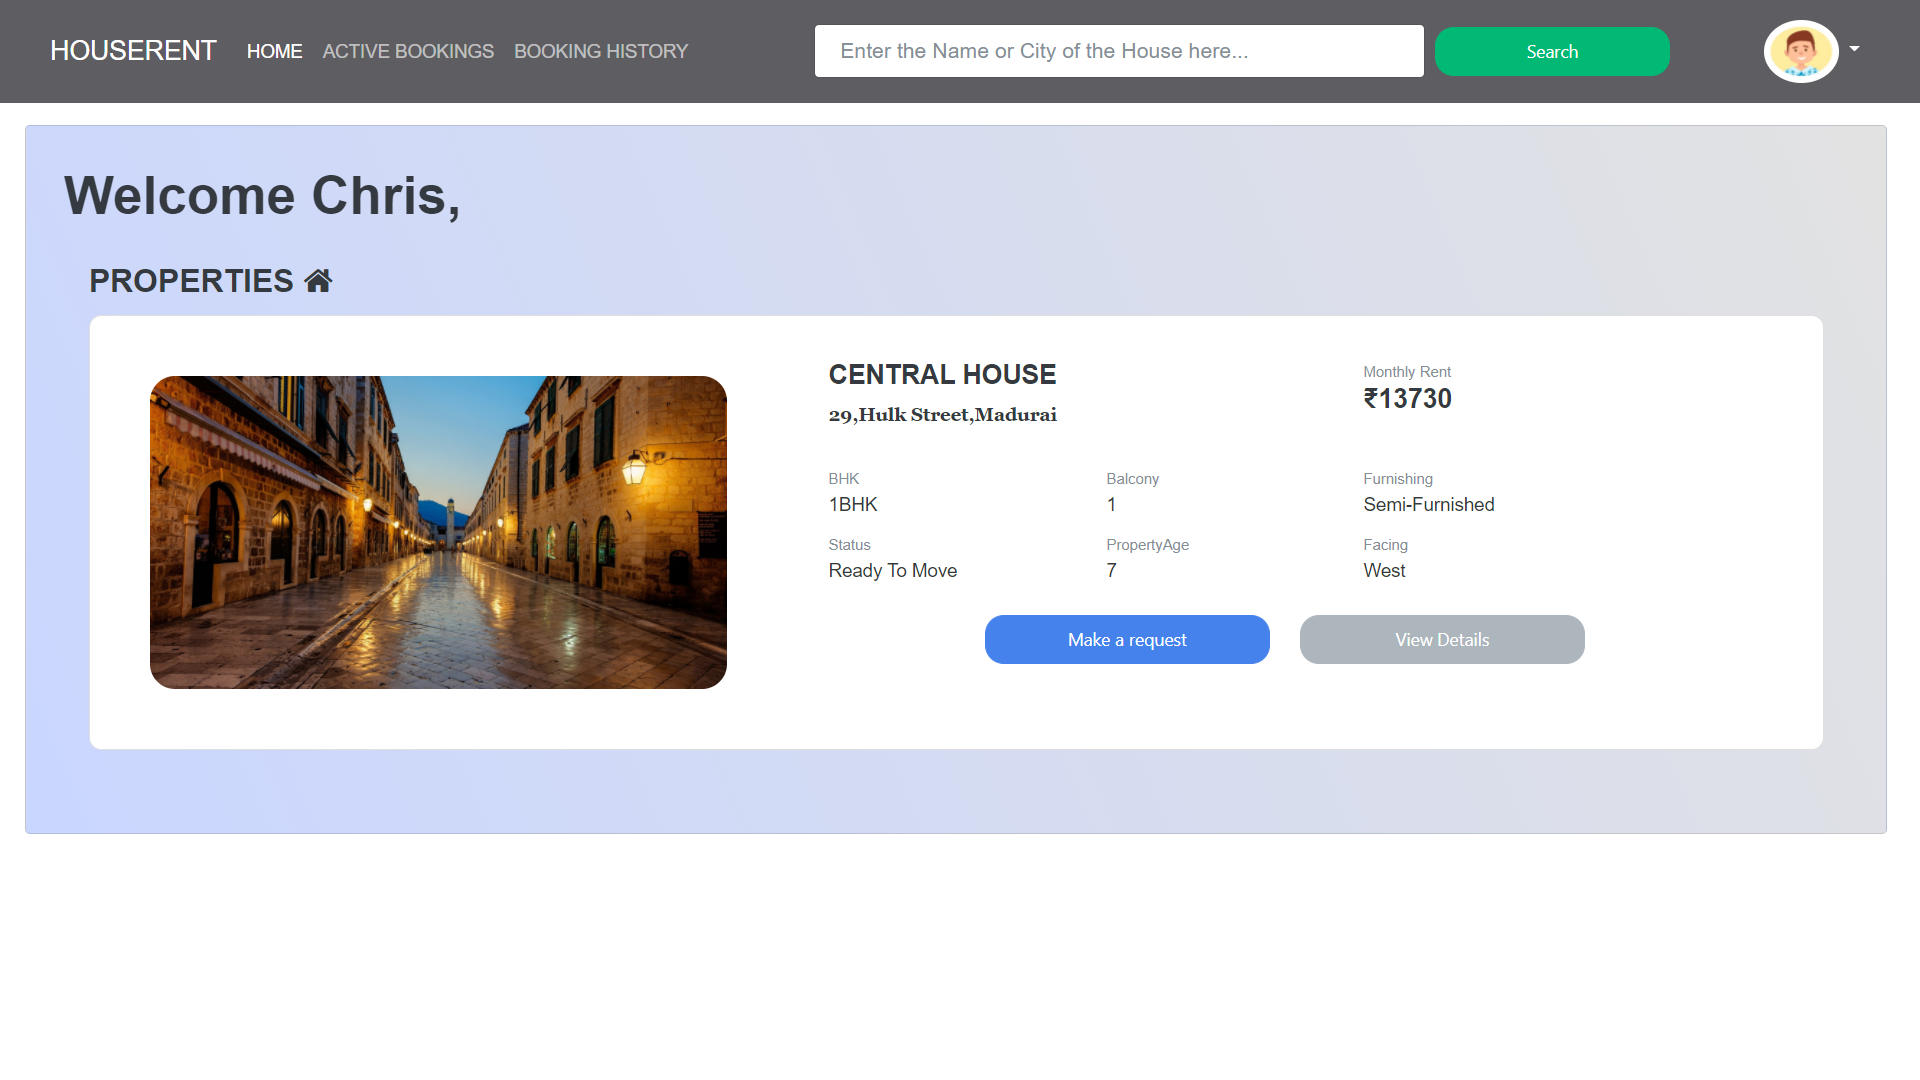 HOUSERENT HOME ACTIVE BOOKINGS BOOKING HISTORY Enter the Name or City of the House here... Search
Welcome Chris,
PROPERTIES
CENTRAL HOUSE
29,Hulk Street,Madurai
Monthly Rent
₹13730
BHK Balcony Furnishing
1BHK 1 Semi-Furnished
Status PropertyAge Facing
Ready To Move 7 West
Make a request View Details